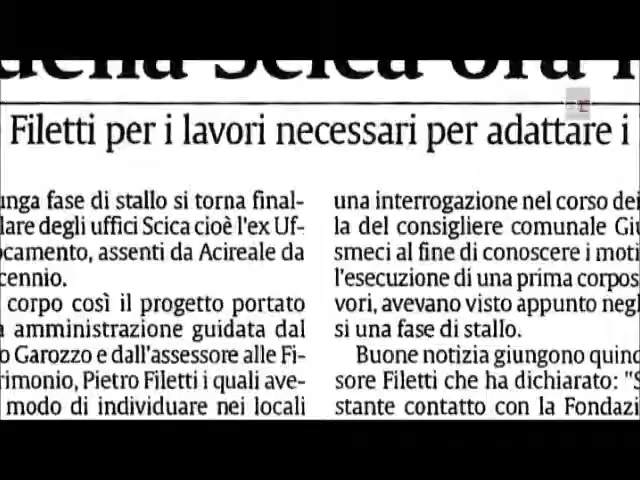 della Scica ora
Filetti per i lavori necessari per adattare i
unga fase di stallo si torna final-
lare degli uffici Scica cioè l'ex Uf-
ocamento, assenti da Acireale da
cennio.
corpo così il progetto portato
a amministrazione guidata dal
o Garozzo e dall'assessore alle Fi-
rimonio, Pietro Filetti i quali ave-
modo di individuare nei locali
una interrogazione nel corso dei
la del consigliere comunale Giu
smeci al fine di conoscere i moti
l'esecuzione di una prima corpos
vori, avevano visto appunto negl
si una fase di stallo.
Buone notizia giungono quind
sore Filetti che ha dichiarato: "S
stante contatto con la Fondazi